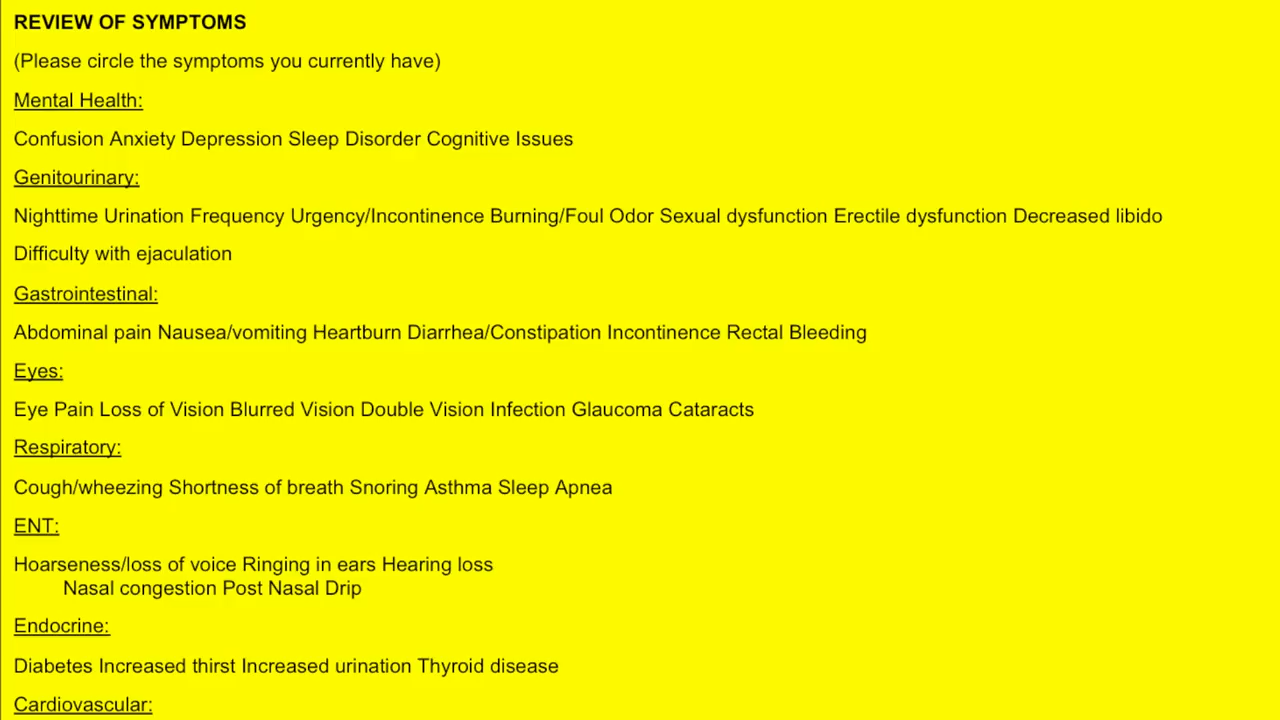 REVIEW OF SYMPTOMS
(Please circle the symptoms you currently have)
Mental Health:
Confusion Anxiety Depression Sleep Disorder Cognitive Issues
Genitourinary:
Nighttime Urination Frequency Urgency/Incontinence Burning/Foul Odor Sexual dysfunction Erectile dysfunction Decreased libido
Difficulty with ejaculation
Gastrointestinal:
Abdominal pain Nausea/vomiting Heartburn Diarrhea/Constipation Incontinence Rectal Bleeding
Eyes:
Eye Pain Loss of Vision Blurred Vision Double Vision Infection Glaucoma Cataracts
Respiratory:
Cough/wheezing Shortness of breath Snoring Asthma Sleep Apnea
ENT:
Hoarseness/loss of voice Ringing in ears Hearing loss
Nasal congestion Post Nasal Drip
Endocrine:
Diabetes Increased thirst Increased urination Thyroid disease
Cardiovascular: